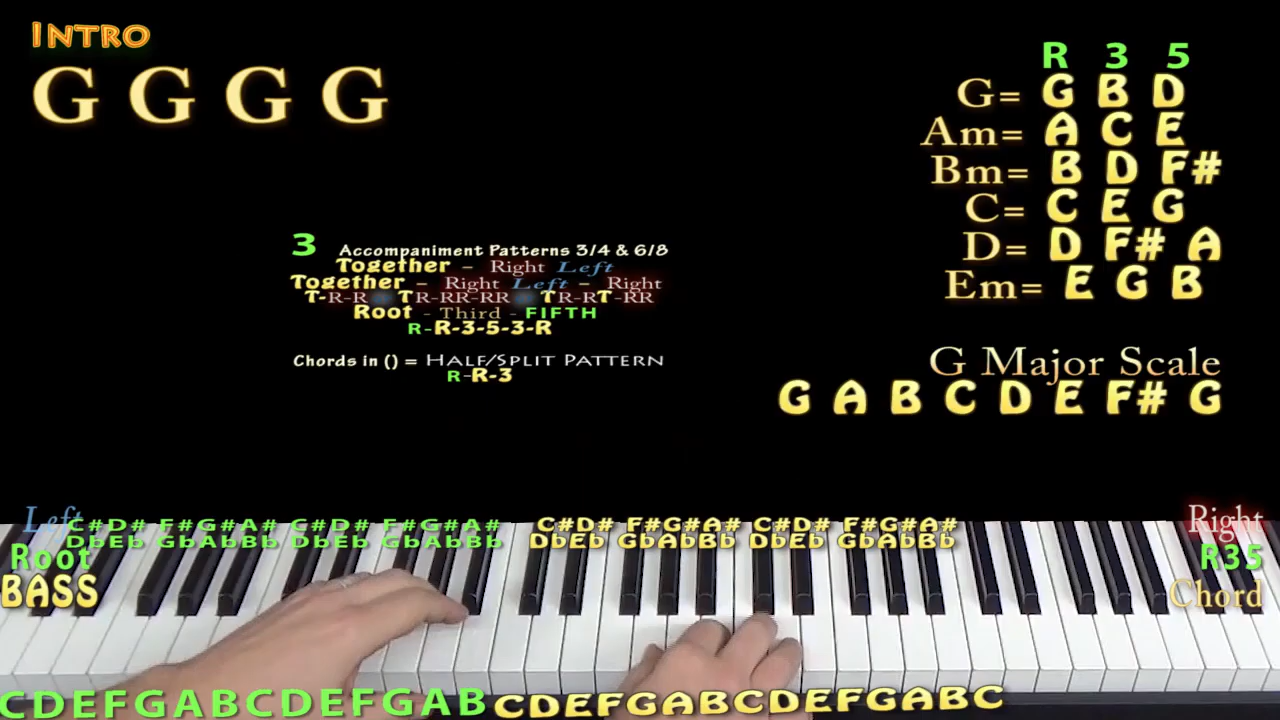 INTRO
G G G G
R 3 5
G= G B D
Am= A C E
Bm= B D F#
C= C E G
D= D F# A
Em= E G B
3 Accompaniment Patterns 3/4 & 6/8
Together - Right Left
Together - Right Left - Right
T-R-R TR-RR-RR TR-RT-RR
Root - Third - FIFTH
R-R-3-5-3-R
Chords in () = HALF/SPLIT PATTERN
R-R-3
G Major Scale
G A B C D E F# G
Left
C#D# F#G#A# C#D# F#G#A# C#D# F#G#A# C#D# F#G#A#
DbEb GbAbBb DbEb GbAbBb DbEb GbAbBb DbEb GbAbBb
Root
BASS
Right
R35
Chord
CDEFGABCDEFGAB CDEFGABCDEFGABC